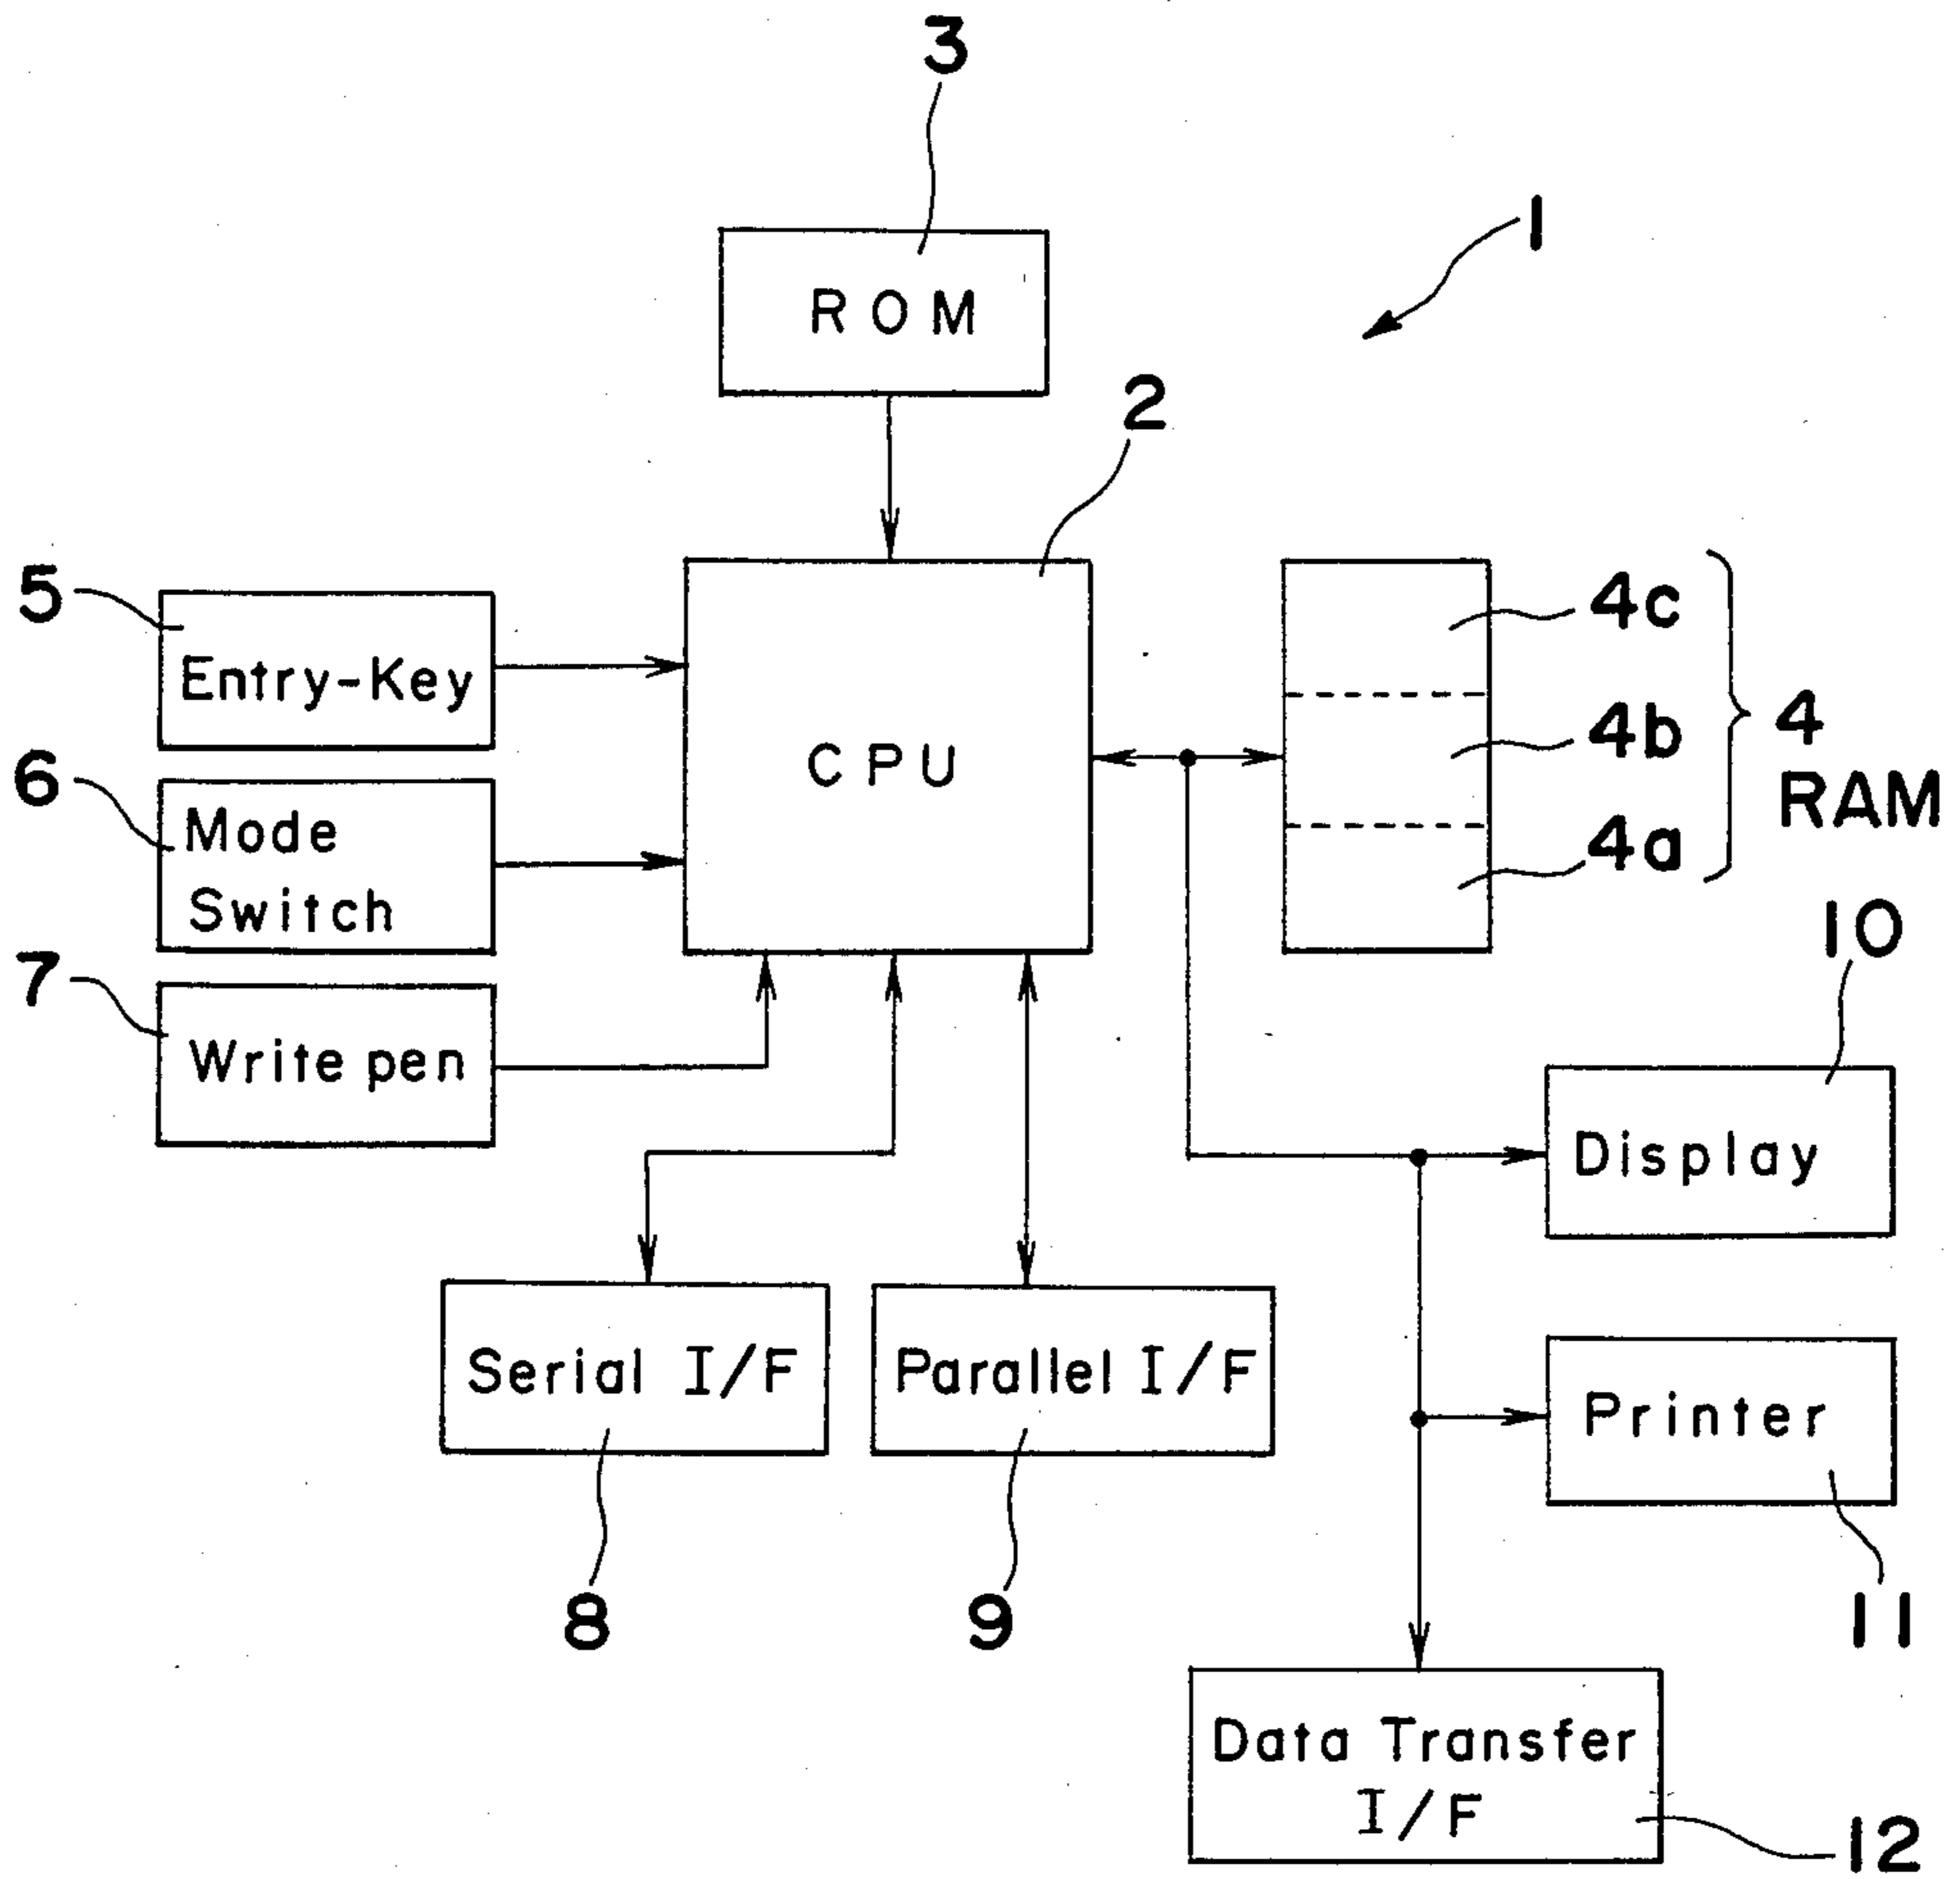 3
1
ROM
2
5
Entry-Key
4c
4b
4
RAM
4a
CPU
6
Mode
Switch
10
7
Write pen
Display
Serial I/F
Parallel I/F
Printer
8
9
11
Data Transfer
I/F
12